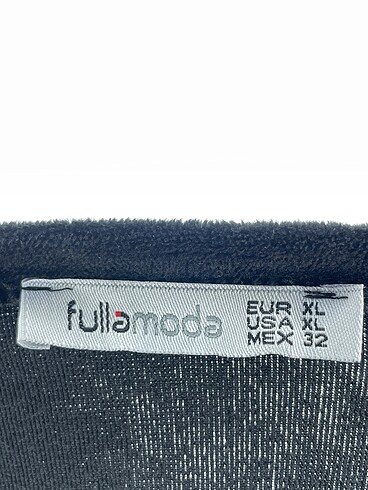 fullamoda
EUR XL
USA XL
MEX 32